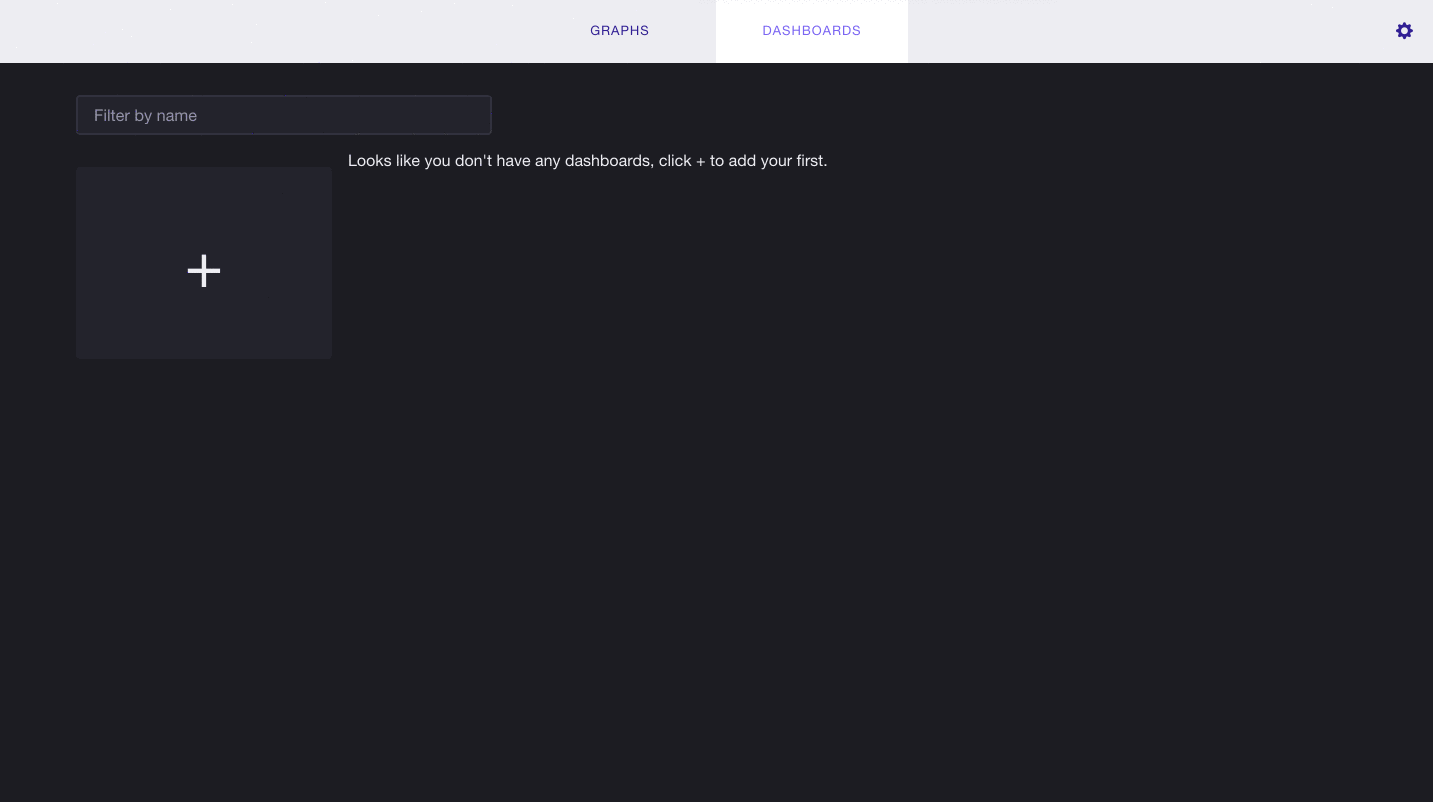 GRAPHS
DASHBOARDS
Filter by name
Looks like you don't have any dashboards, click + to add your first.
+